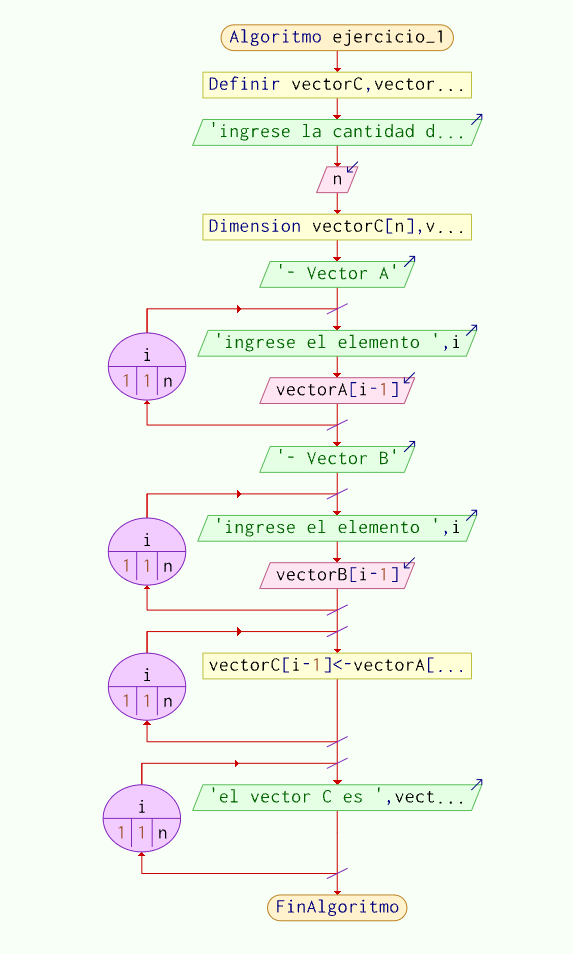 Algoritmo ejercicio_1
Definir vectorC,vector...
'ingrese la cantidad d...
n
Dimension vectorC[n],v...
'- Vector A'
i
1 1 n
'ingrese el elemento ',i
vectorA[i-1]
'- Vector B'
i
1 1 n
'ingrese el elemento ',i
vectorB[i-1]
i
1 1 n
vectorC[i-1]<-vectorA[...
i
1 1 n
'el vector C es ',vect...
FinAlgoritmo